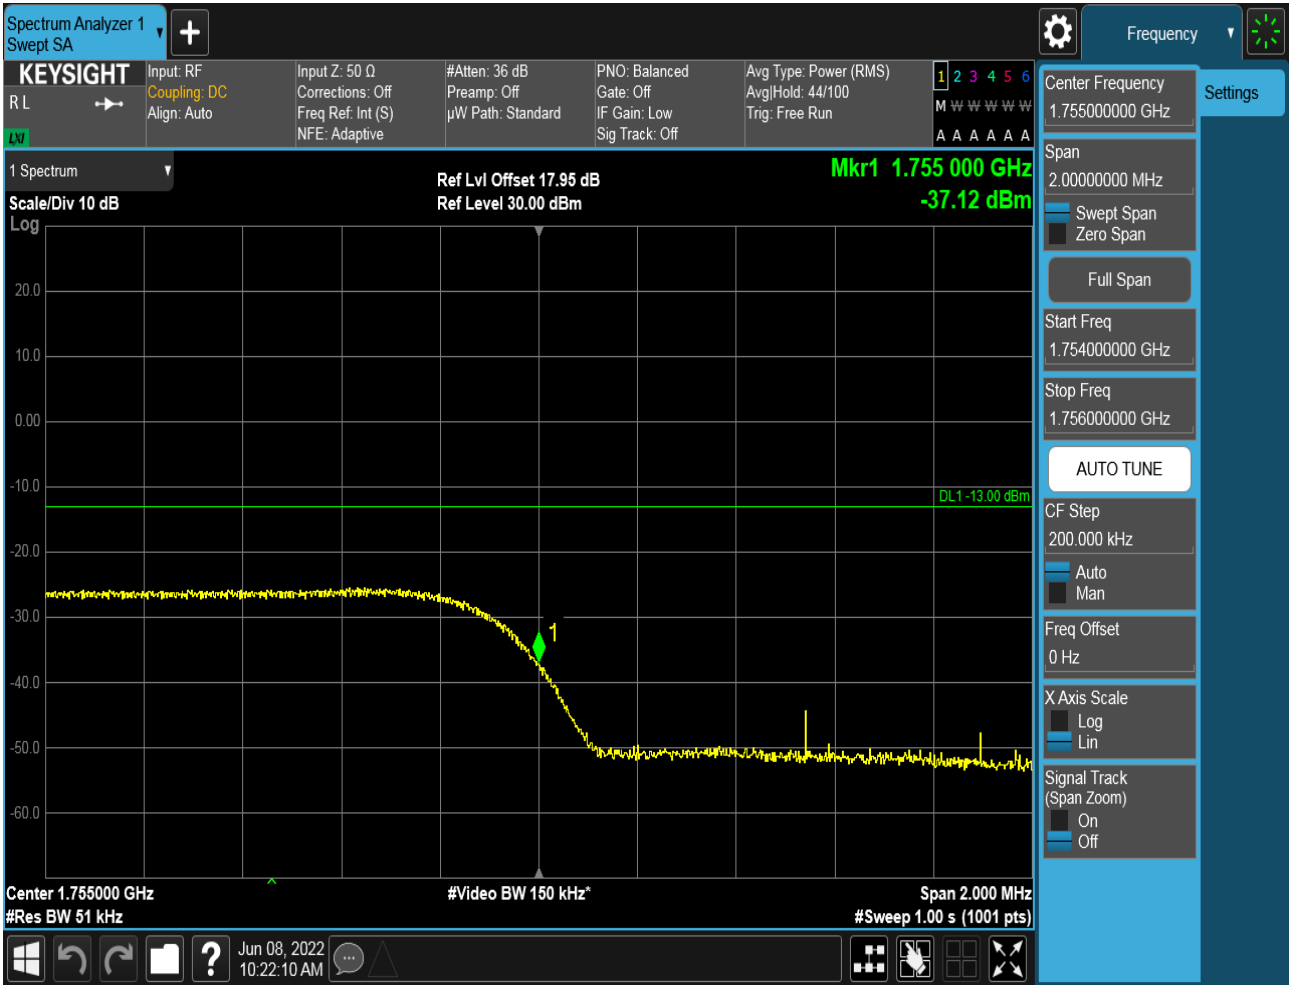 Spectrum Analyzer 1
Swept SA
Frequency
KEYSIGHT
R L
LXI
Input: RF
Coupling: DC
Align: Auto
Input Z: 50 Ω
Corrections: Off
Freq Ref: Int (S)
NFE: Adaptive
#Atten: 36 dB
Preamp: Off
µW Path: Standard
PNO: Balanced
Gate: Off
IF Gain: Low
Sig Track: Off
Avg Type: Power (RMS)
Avg|Hold: 44/100
Trig: Free Run
1 2 3 4 5 6
M W W W W W
A A A A A A
1 Spectrum
Scale/Div 10 dB
Log
Ref Lvl Offset 17.95 dB
Ref Level 30.00 dBm
Mkr1 1.755 000 GHz
-37.12 dBm
20.0
10.0
0.00
-10.0
-20.0
-30.0
-40.0
-50.0
-60.0
DL1 -13.00 dBm
1
Center 1.755000 GHz
#Res BW 51 kHz
#Video BW 150 kHz*
Span 2.000 MHz
#Sweep 1.00 s (1001 pts)
Center Frequency
1.755000000 GHz
Span
2.00000000 MHz
Swept Span
Zero Span
Full Span
Start Freq
1.754000000 GHz
Stop Freq
1.756000000 GHz
AUTO TUNE
CF Step
200.000 kHz
Auto
Man
Freq Offset
0 Hz
X Axis Scale
Log
Lin
Signal Track
(Span Zoom)
On
Off
Settings
?
Jun 08, 2022
10:22:10 AM